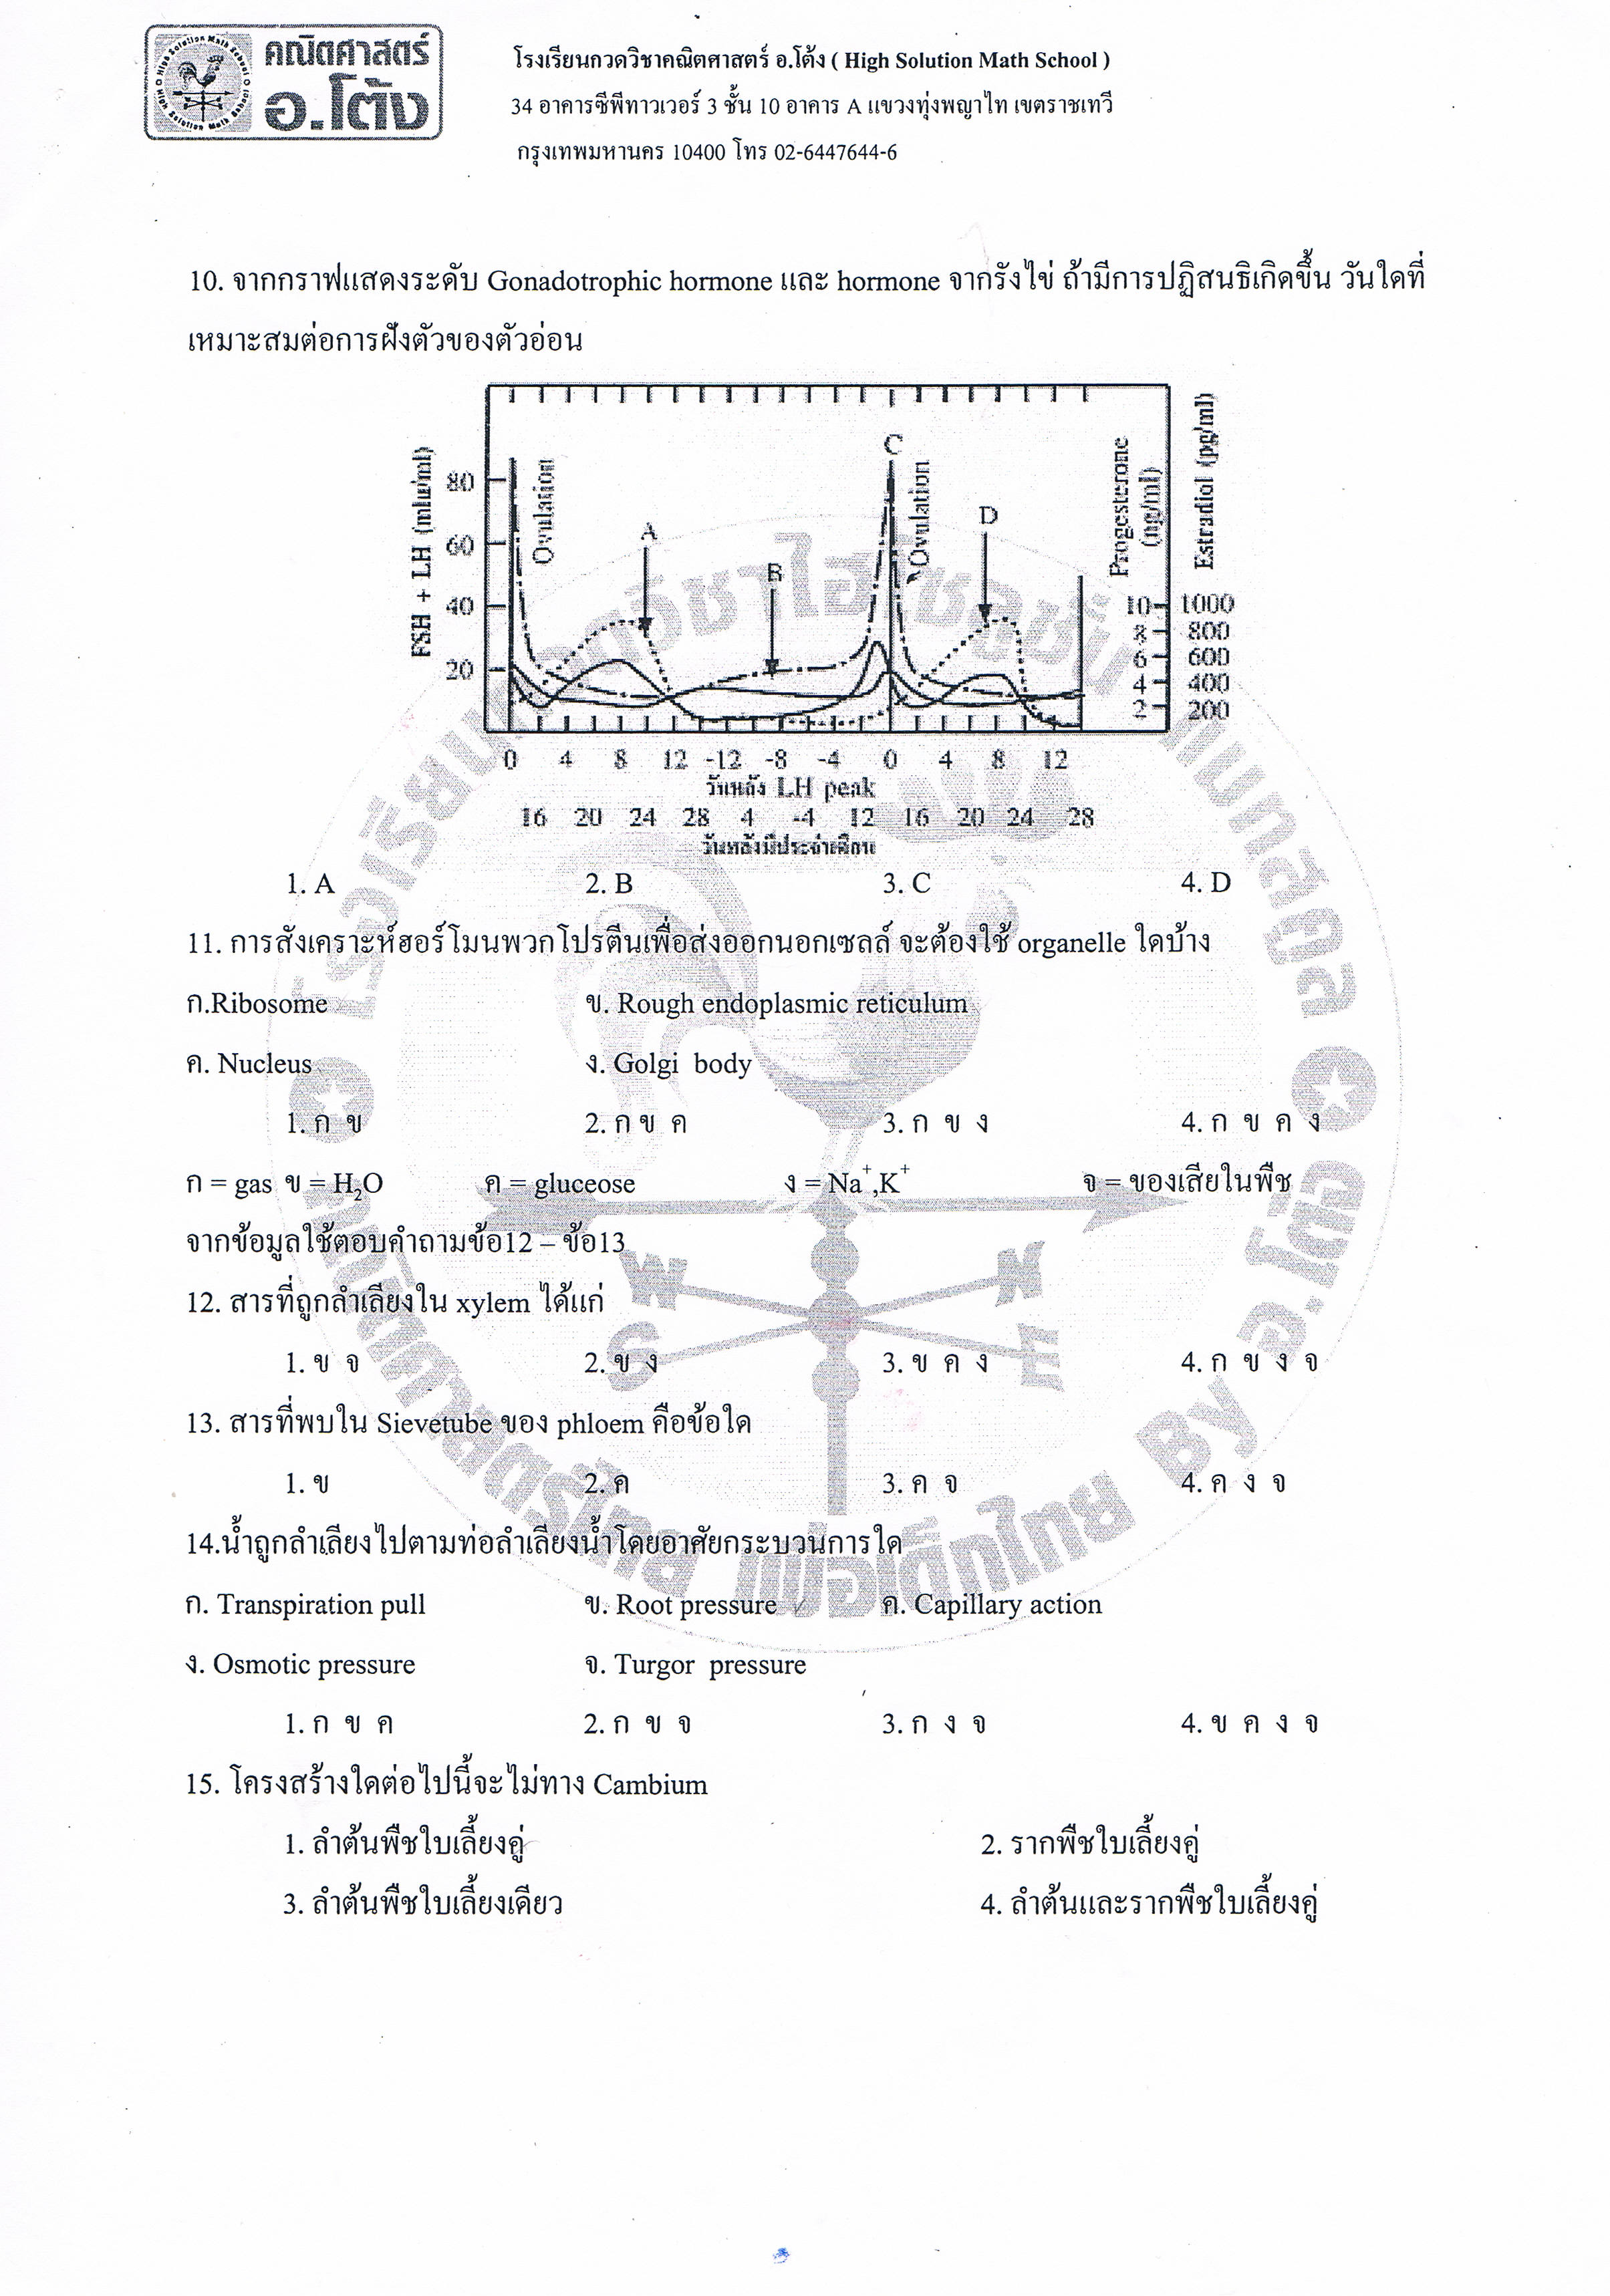 คณิตศาสตร์
อ.โต้ง
High Solution Math School
โรงเรียนกวดวิชาคณิตศาสตร์ อ.โต้ง ( High Solution Math School )
34 อาคารซีพีทาวเวอร์ 3 ชั้น 10 อาคาร A แขวงทุ่งพญาไท เขตราชเทวี
กรุงเทพมหานคร 10400 โทร 02-6447644-6
10. จากกราฟแสดงระดับ Gonadotrophic hormone และ hormone จากรังไข่ ถ้ามีการปฏิสนธิเกิดขึ้น วันใดที่
เหมาะสมต่อการฝังตัวของตัวอ่อน
FSH + LH (mlu/ml)
80
60
40
20
Ovulation
A
B
C
Ovulation
D
Progesterone (ng/ml)
Estradiol (pg/ml)
10 1000
8 800
6 600
4 400
2 200
0 4 8 12 -12 -8 -4 0 4 8 12
วันหลัง LH peak
16 20 24 28 4 -4 12 16 20 24 28
วันหลังมีประจำเดือน
1. A 2. B 3. C 4. D
11. การสังเคราะห์ฮอร์โมนพวกโปรตีนเพื่อส่งออกนอกเซลล์ จะต้องใช้ organelle ใดบ้าง
ก.Ribosome ข. Rough endoplasmic reticulum
ค. Nucleus ง. Golgi body
1. ก ข 2. ก ข ค 3. ก ข ง 4. ก ข ค ง
ก = gas ข = H₂O ค = gluceose ง = Na⁺,K⁺ จ = ของเสียในพืช
จากข้อมูลใช้ตอบคำถามข้อ12 – ข้อ13
12. สารที่ถูกลำเลียงใน xylem ได้แก่
1. ข จ 2. ข ง 3. ข ค ง 4. ก ข ง จ
13. สารที่พบใน Sievetube ของ phloem คือข้อใด
1. ข 2. ค 3. ค จ 4. ค ง จ
14.น้ำถูกลำเลียงไปตามท่อลำเลียงน้ำโดยอาศัยกระบวนการใด
ก. Transpiration pull ข. Root pressure ค. Capillary action
ง. Osmotic pressure จ. Turgor pressure
1. ก ข ค 2. ก ข จ 3. ก ง จ 4. ข ค ง จ
15. โครงสร้างใดต่อไปนี้จะไม่ทาง Cambium
1. ลำต้นพืชใบเลี้ยงคู่ 2. รากพืชใบเลี้ยงคู่
3. ลำต้นพืชใบเลี้ยงเดียว 4. ลำต้นและรากพืชใบเลี้ยงคู่